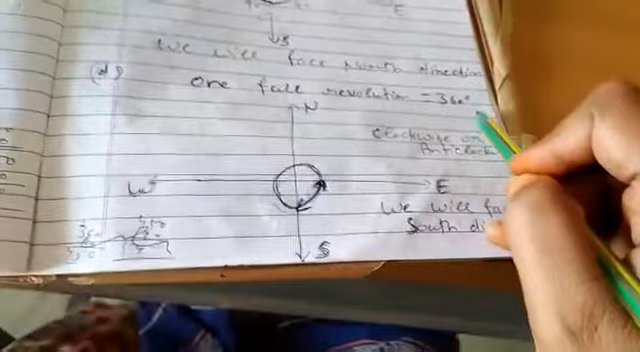 E
S
We will face North direction
(d)
One full revolution = 360°
N
Clockwise or
Anticlock
W E
We will fa
South di
S